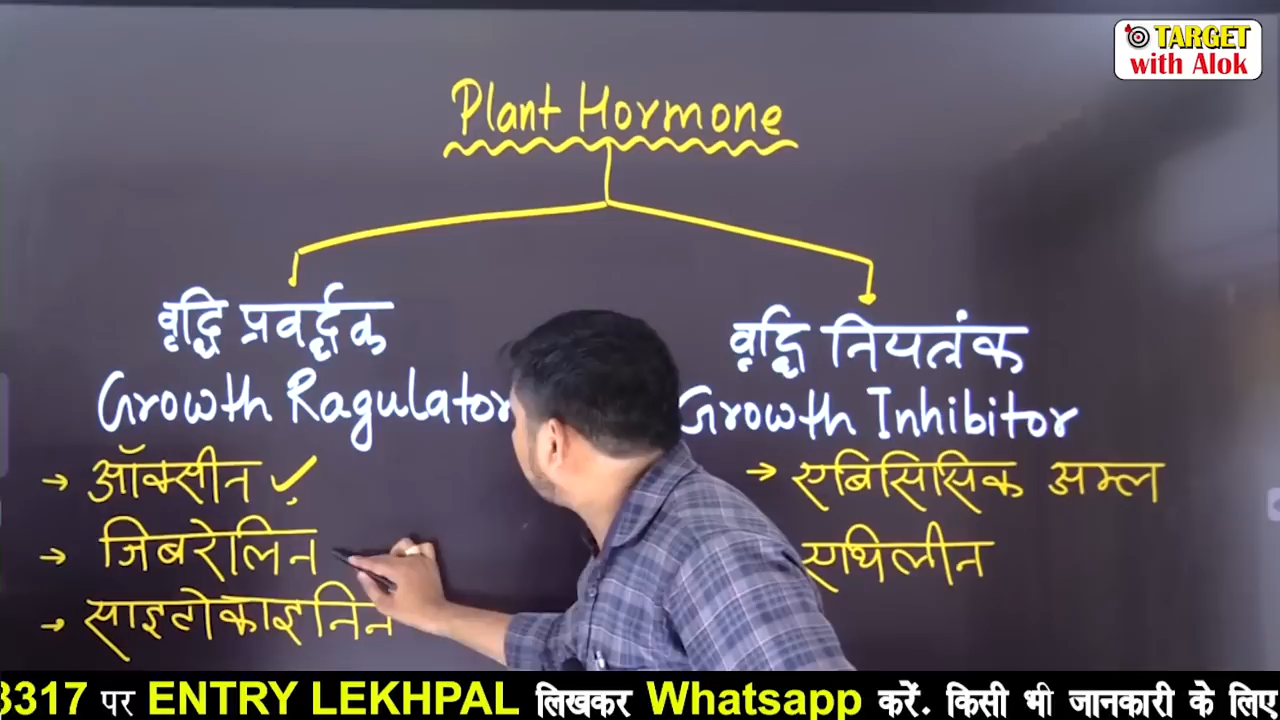 TARGET
with Alok
Plant Hormone
वृद्धि प्रवर्द्धक
Growth Ragulator
→ ऑक्सीन ✓
→ जिबरेलिन
→ साइटोकाइनिन
वृद्धि नियत्रंक
Growth Inhibitor
→ एबिसिसिक अम्ल
एथिलीन
3317 पर ENTRY LEKHPAL लिखकर Whatsapp करें. किसी भी जानकारी के लिए